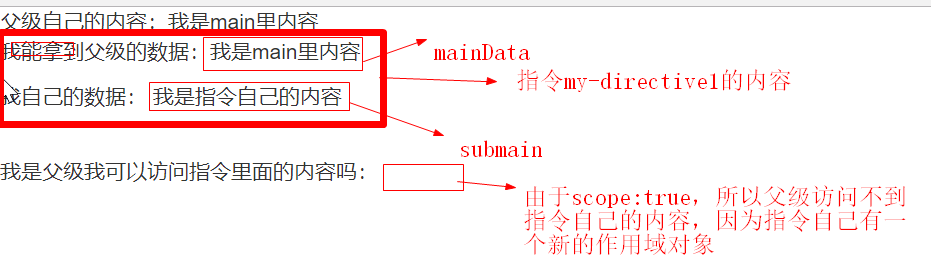 父级自己的内容：我是main里内容
我能拿到父级的数据：我是main里内容
mainData
指令my-directive1的内容
我自己的数据：我是指令自己的内容
submain
我是父级我可以访问指令里面的内容吗：
由于scope:true，所以父级访问不到
指令自己的内容，因为指令自己有一
个新的作用域对象